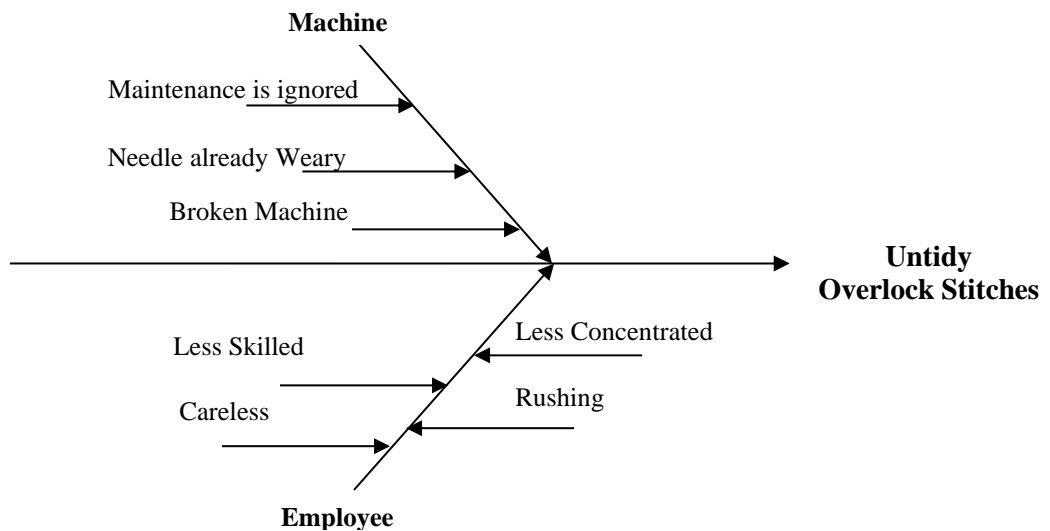 Machine
Maintenance is ignored
Needle already Weary
Broken Machine
Untidy
Overlock Stitches
Less Concentrated
Less Skilled
Rushing
Careless
Employee